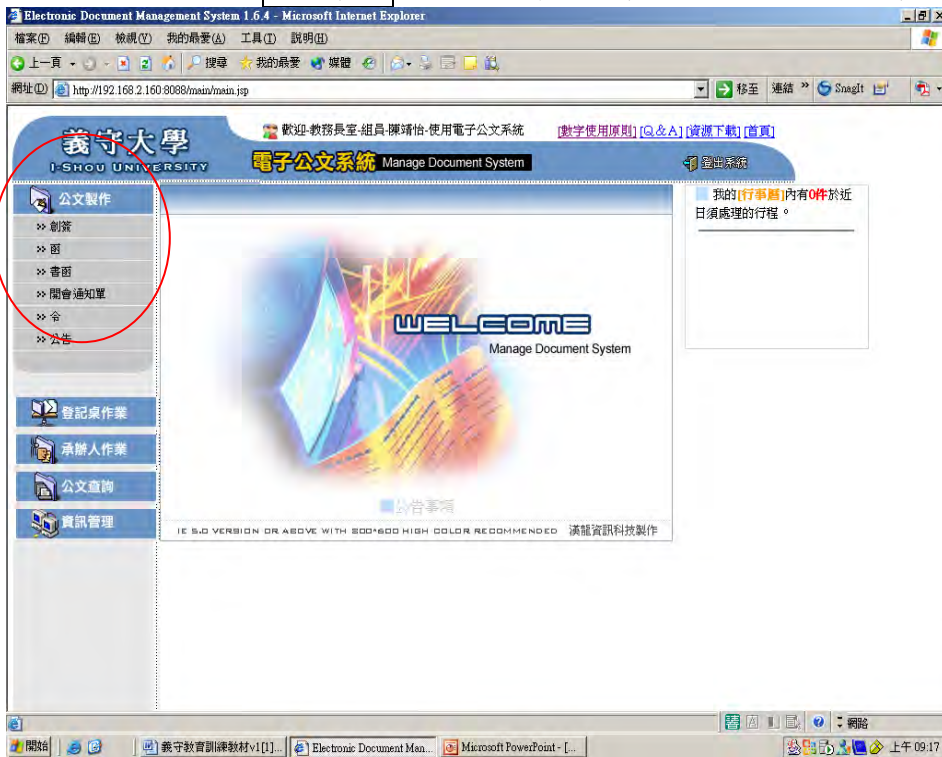 Electronic Document Management System 1.6.4 - Microsoft Internet Explorer
檔案(F) 編輯(E) 檢視(V) 我的最愛(A) 工具(T) 說明(H)
上一頁 搜尋 我的最愛 媒體
網址(D) http://192.168.2.160:8088/main/main.jsp 移至 連結 » SnagIt
義守大學
I-SHOU UNIVERSITY
歡迎-教務長室-組員-陳靖怡-使用電子公文系統 [數字使用原則] [Q&A] [資源下載] [首頁]
電子公文系統 Manage Document System
登出系統
公文製作
›› 創簽
›› 函
›› 書函
›› 開會通知單
›› 令
›› 公告
登記桌作業
承辦人作業
公文查詢
資訊管理
WELCOME
Manage Document System
公告事項
IE 5.0 VERSION OR ABOVE WITH 800*600 HIGH COLOR RECOMMENDED 漢龍資訊科技製作
我的[行事曆]內有0件於近
日須處理的行程。
網路
開始 義守教育訓練教材v1[1]... Electronic Document Man... Microsoft PowerPoint - [... 上午 09:17